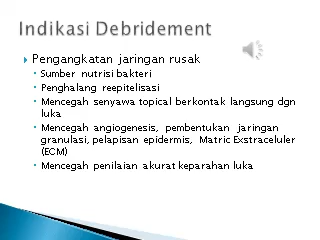 Indikasi Debridement
Pengangkatan jaringan rusak
Sumber nutrisi bakteri
Penghalang reepitelisasi
Mencegah senyawa topical berkontak langsung dgn
luka
Mencegah angiogenesis, pembentukan jaringan
granulasi, pelapisan epidermis, Matric Exstraceluler
(ECM)
Mencegah penilaian akurat keparahan luka